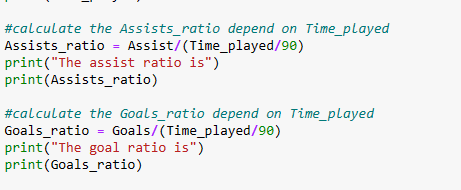 #calculate the Assists_ratio depend on Time_played
Assists_ratio = Assist/(Time_played/90)
print("The assist ratio is")
print(Assists_ratio)
#calculate the Goals_ratio depend on Time_played
Goals_ratio = Goals/(Time_played/90)
print("The goal ratio is")
print(Goals_ratio)